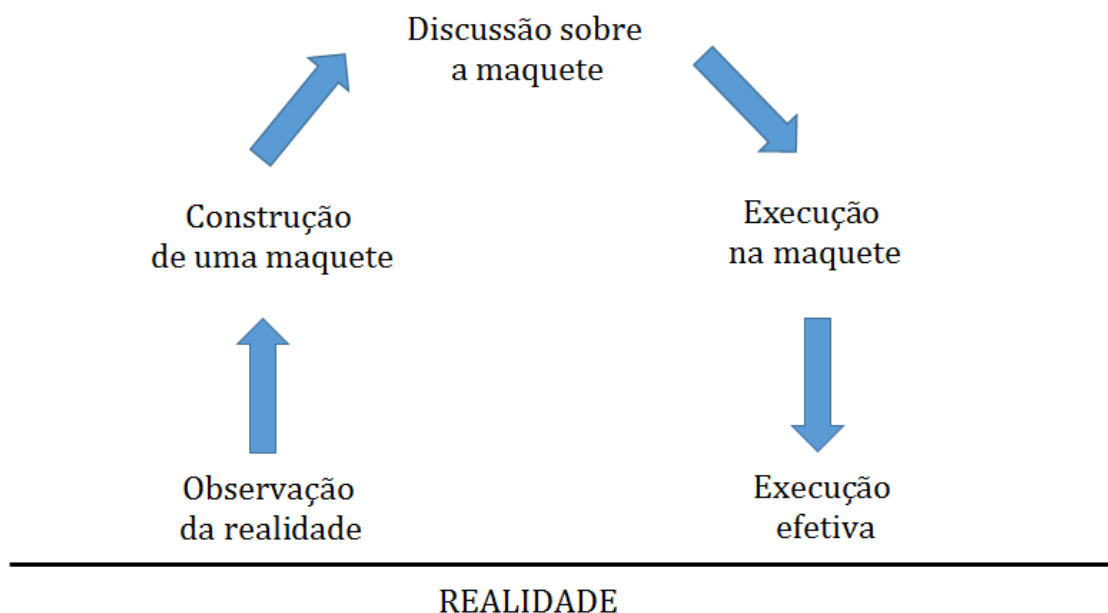 Discussão sobre
a maquete
Construção
de uma maquete
Execução
na maquete
Observação
da realidade
Execução
efetiva
REALIDADE